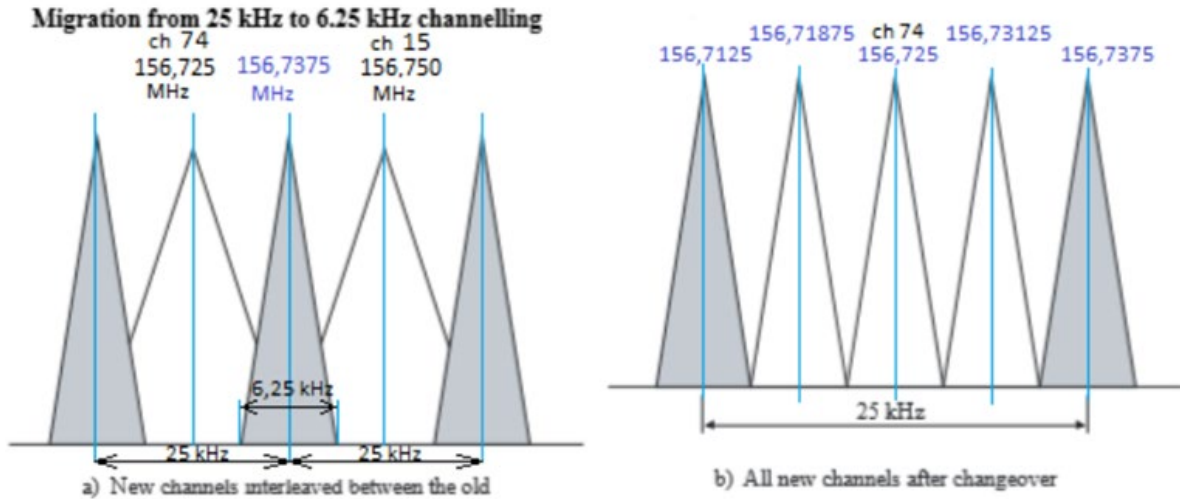 Migration from 25 kHz to 6.25 kHz channelling
ch 74
156,725
MHz
156,7375
MHz
ch 15
156,750
MHz
6,25 kHz
25 kHz
25 kHz
a) New channels interleaved between the old
156,7125
156,71875
ch 74
156,725
156,73125
156,7375
25 kHz
b) All new channels after changeover